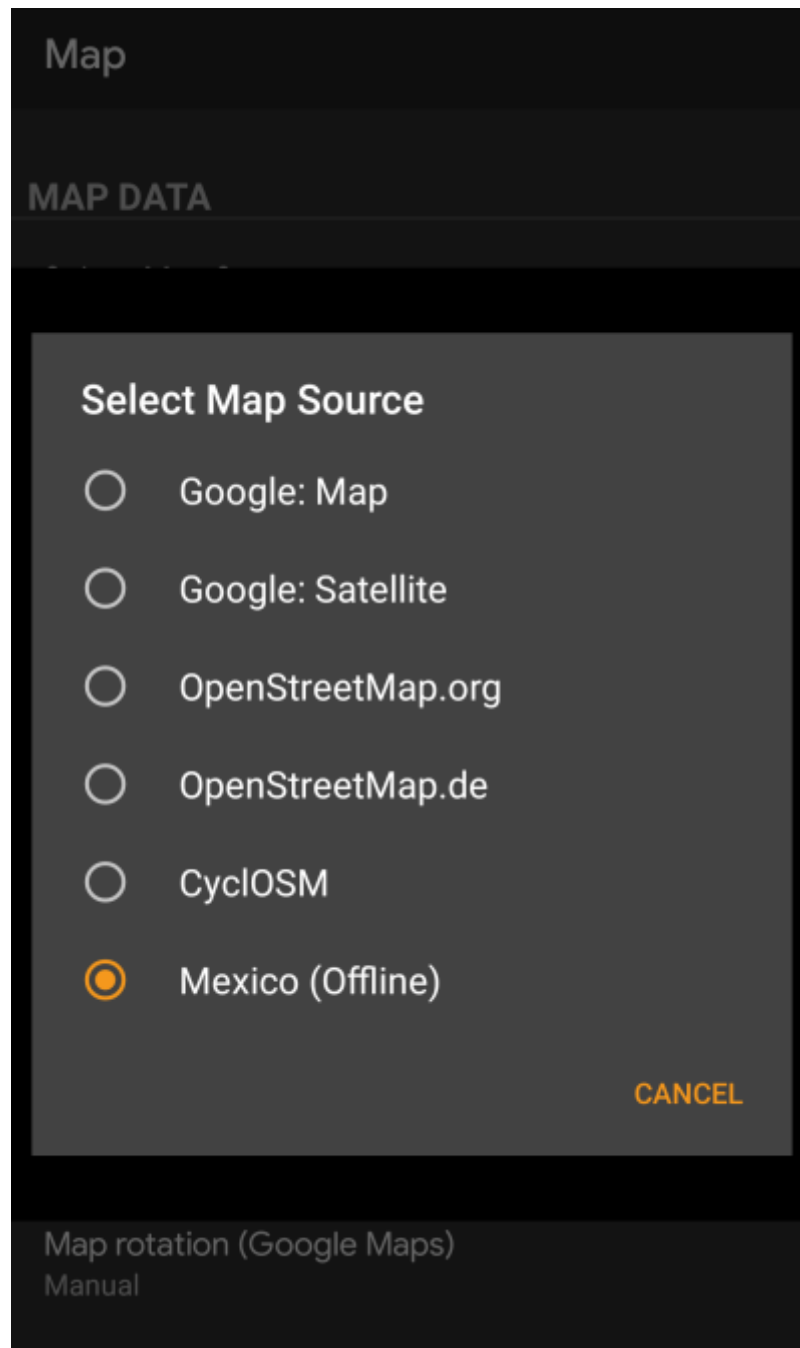 Map
MAP DATA
Select Map Source
Google: Map
Google: Satellite
OpenStreetMap.org
OpenStreetMap.de
CyclOSM
Mexico (Offline)
CANCEL
Map rotation (Google Maps)
Manual